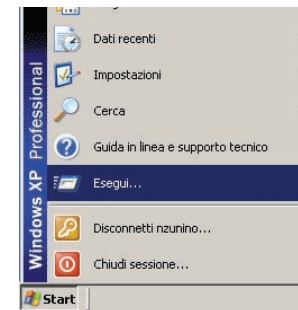 Dati recenti
Impostazioni
Cerca
Guida in linea e supporto tecnico
Esegui...
Disconnetti nzunino...
Chiudi sessione...
Windows XP Professional
Start